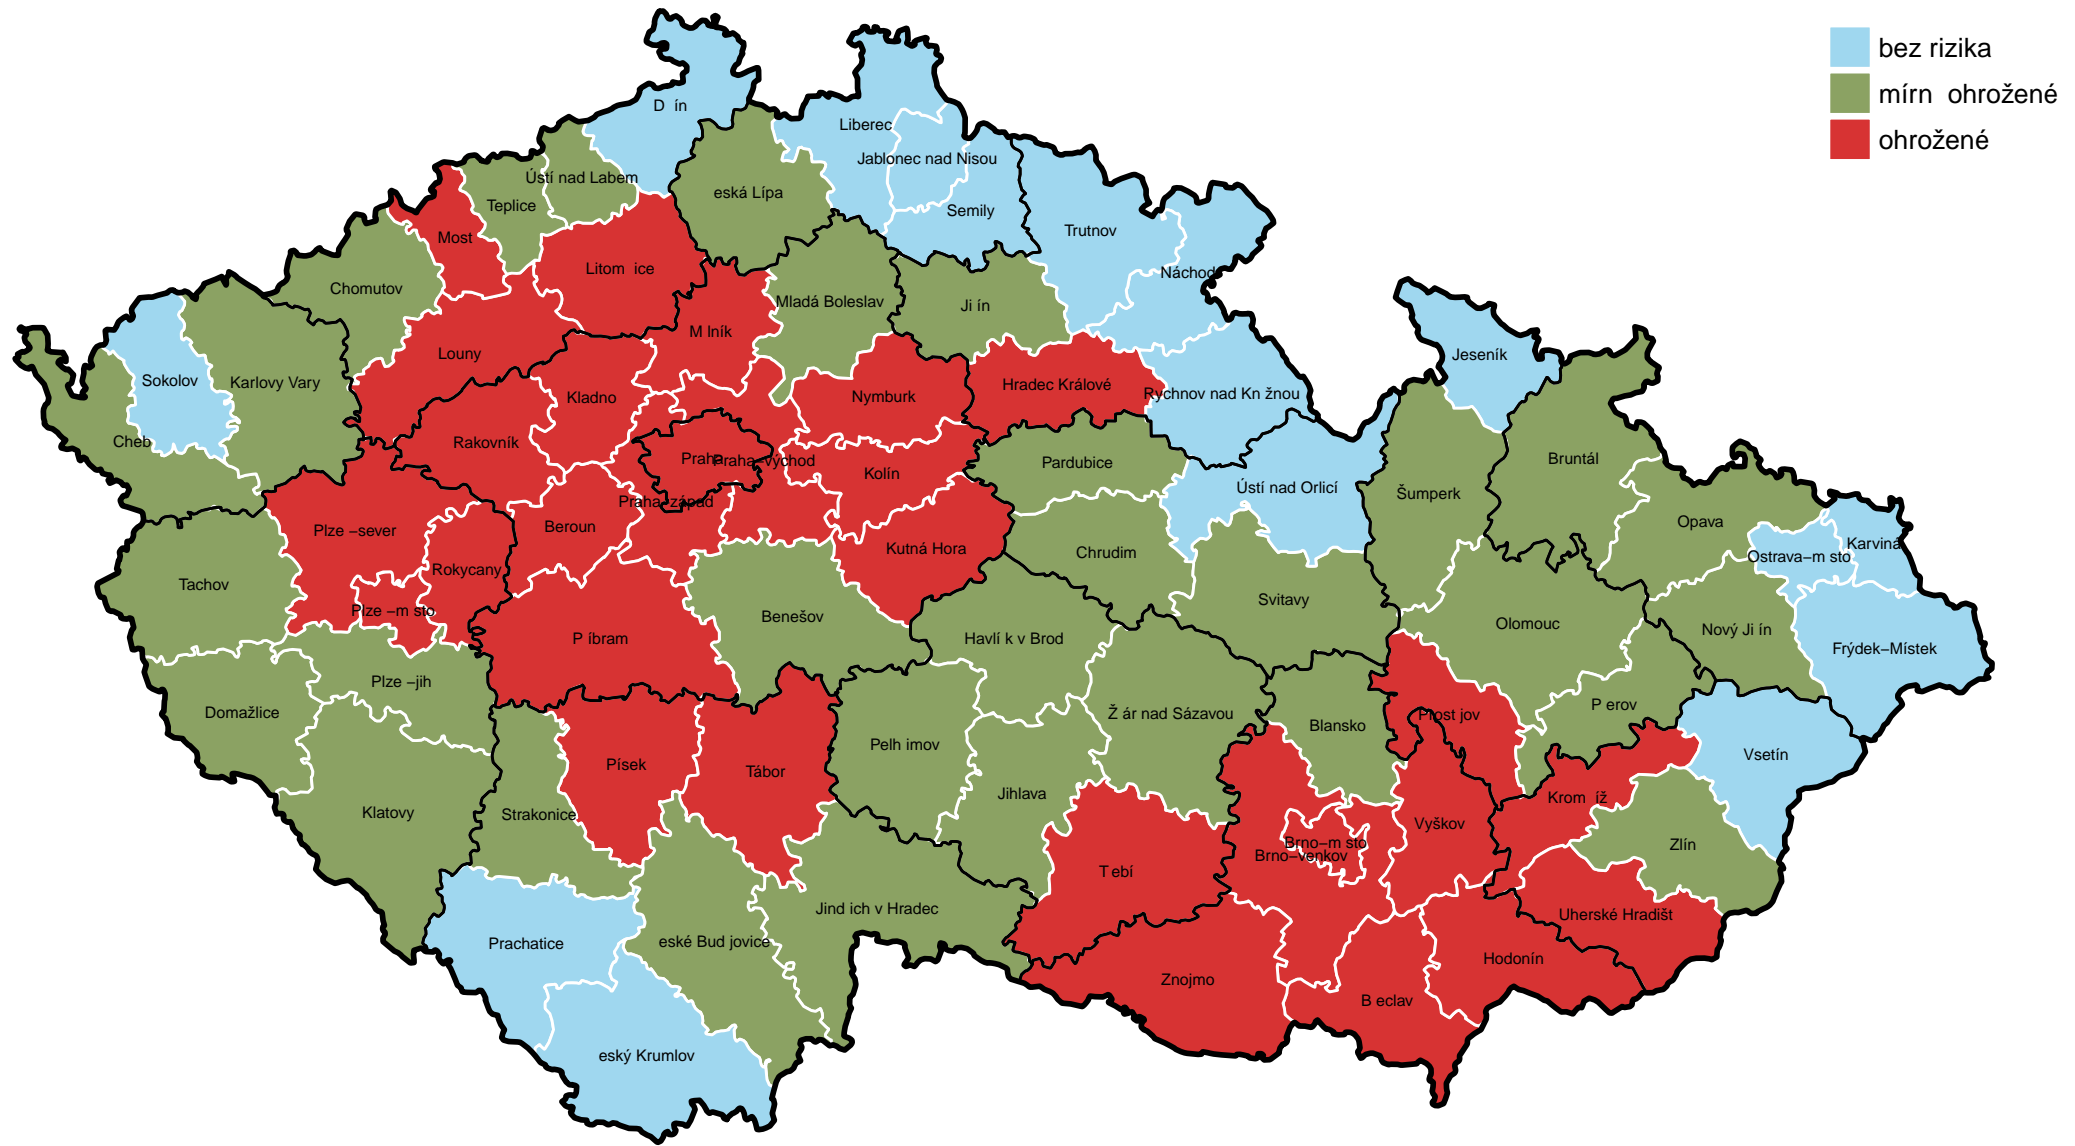 bez rizika
mírn ohrožené
ohrožené
D ín
Liberec
Jablonec nad Nisou
Ústí nad Labem
eská Lípa
Teplice
Semily
Trutnov
Most
Litom ice
Náchod
Chomutov
Mladá Boleslav
Ji ín
M lník
Louny
Jeseník
Sokolov
Karlovy Vary
Hradec Králové
Rychnov nad Kn žnou
Kladno
Nymburk
Cheb
Rakovník
Praha
Praha−východ
Pardubice
Bruntál
Kolín
Ústí nad Orlicí
Šumperk
Praha−západ
Opava
Plze −sever
Beroun
Karviná
Kutná Hora
Chrudim
Ostrava−m sto
Rokycany
Tachov
Svitavy
Plze −m sto
Benešov
Olomouc
Nový Ji ín
P íbram
Havlí k v Brod
Frýdek−Místek
Plze −jih
P erov
Domažlice
Ž ár nad Sázavou
Prost jov
Blansko
Pelh imov
Vsetín
Písek
Tábor
Jihlava
Krom íž
Klatovy
Strakonice
Vyškov
Brno−m sto
Zlín
Brno−venkov
T ebí
Jind ich v Hradec
Uherské Hradišt
Prachatice
eské Bud jovice
Hodonín
Znojmo
B eclav
eský Krumlov